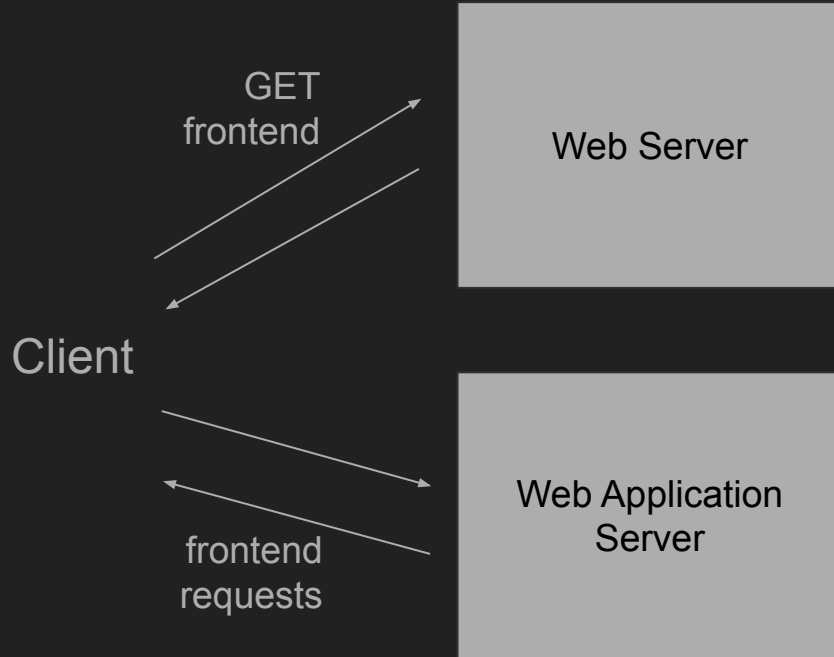 GET
frontend
Web Server
Client
Web Application
Server
frontend
requests